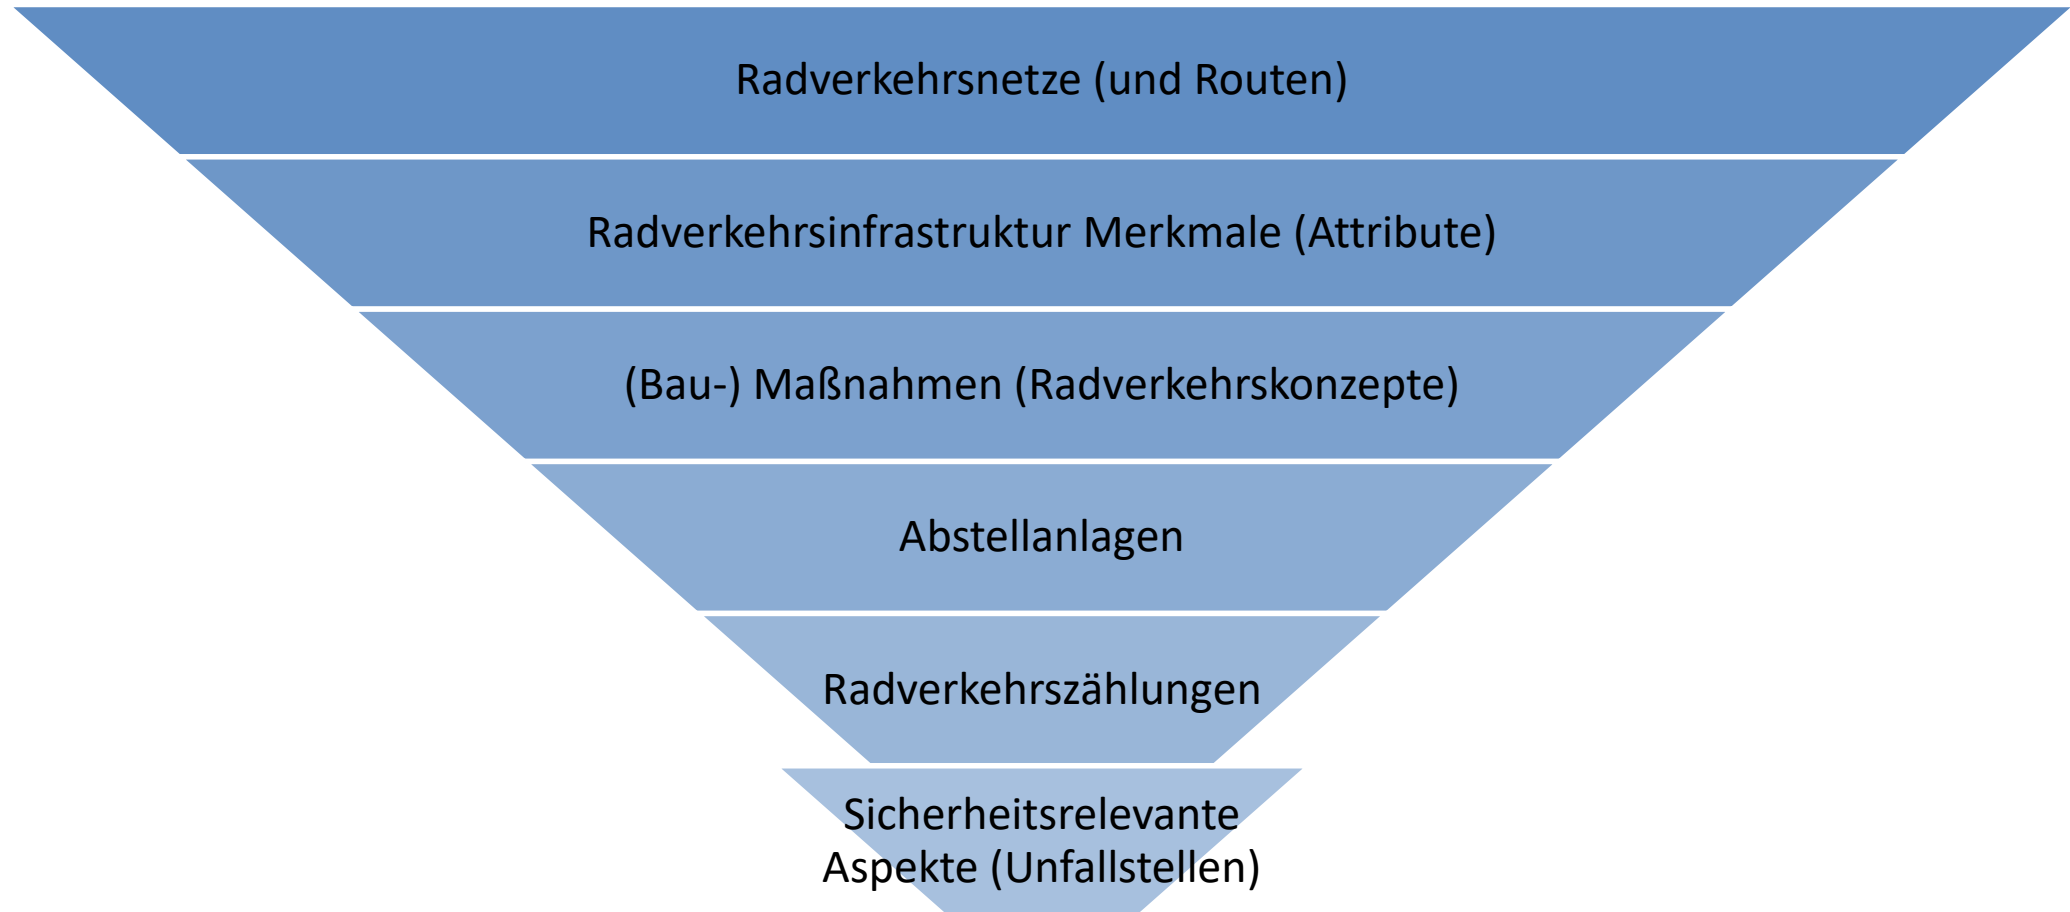 Radverkehrsnetze (und Routen)
Radverkehrsinfrastruktur Merkmale (Attribute)
(Bau-) Maßnahmen (Radverkehrskonzepte)
Abstellanlagen
Radverkehrszählungen
Sicherheitsrelevante
Aspekte (Unfallstellen)